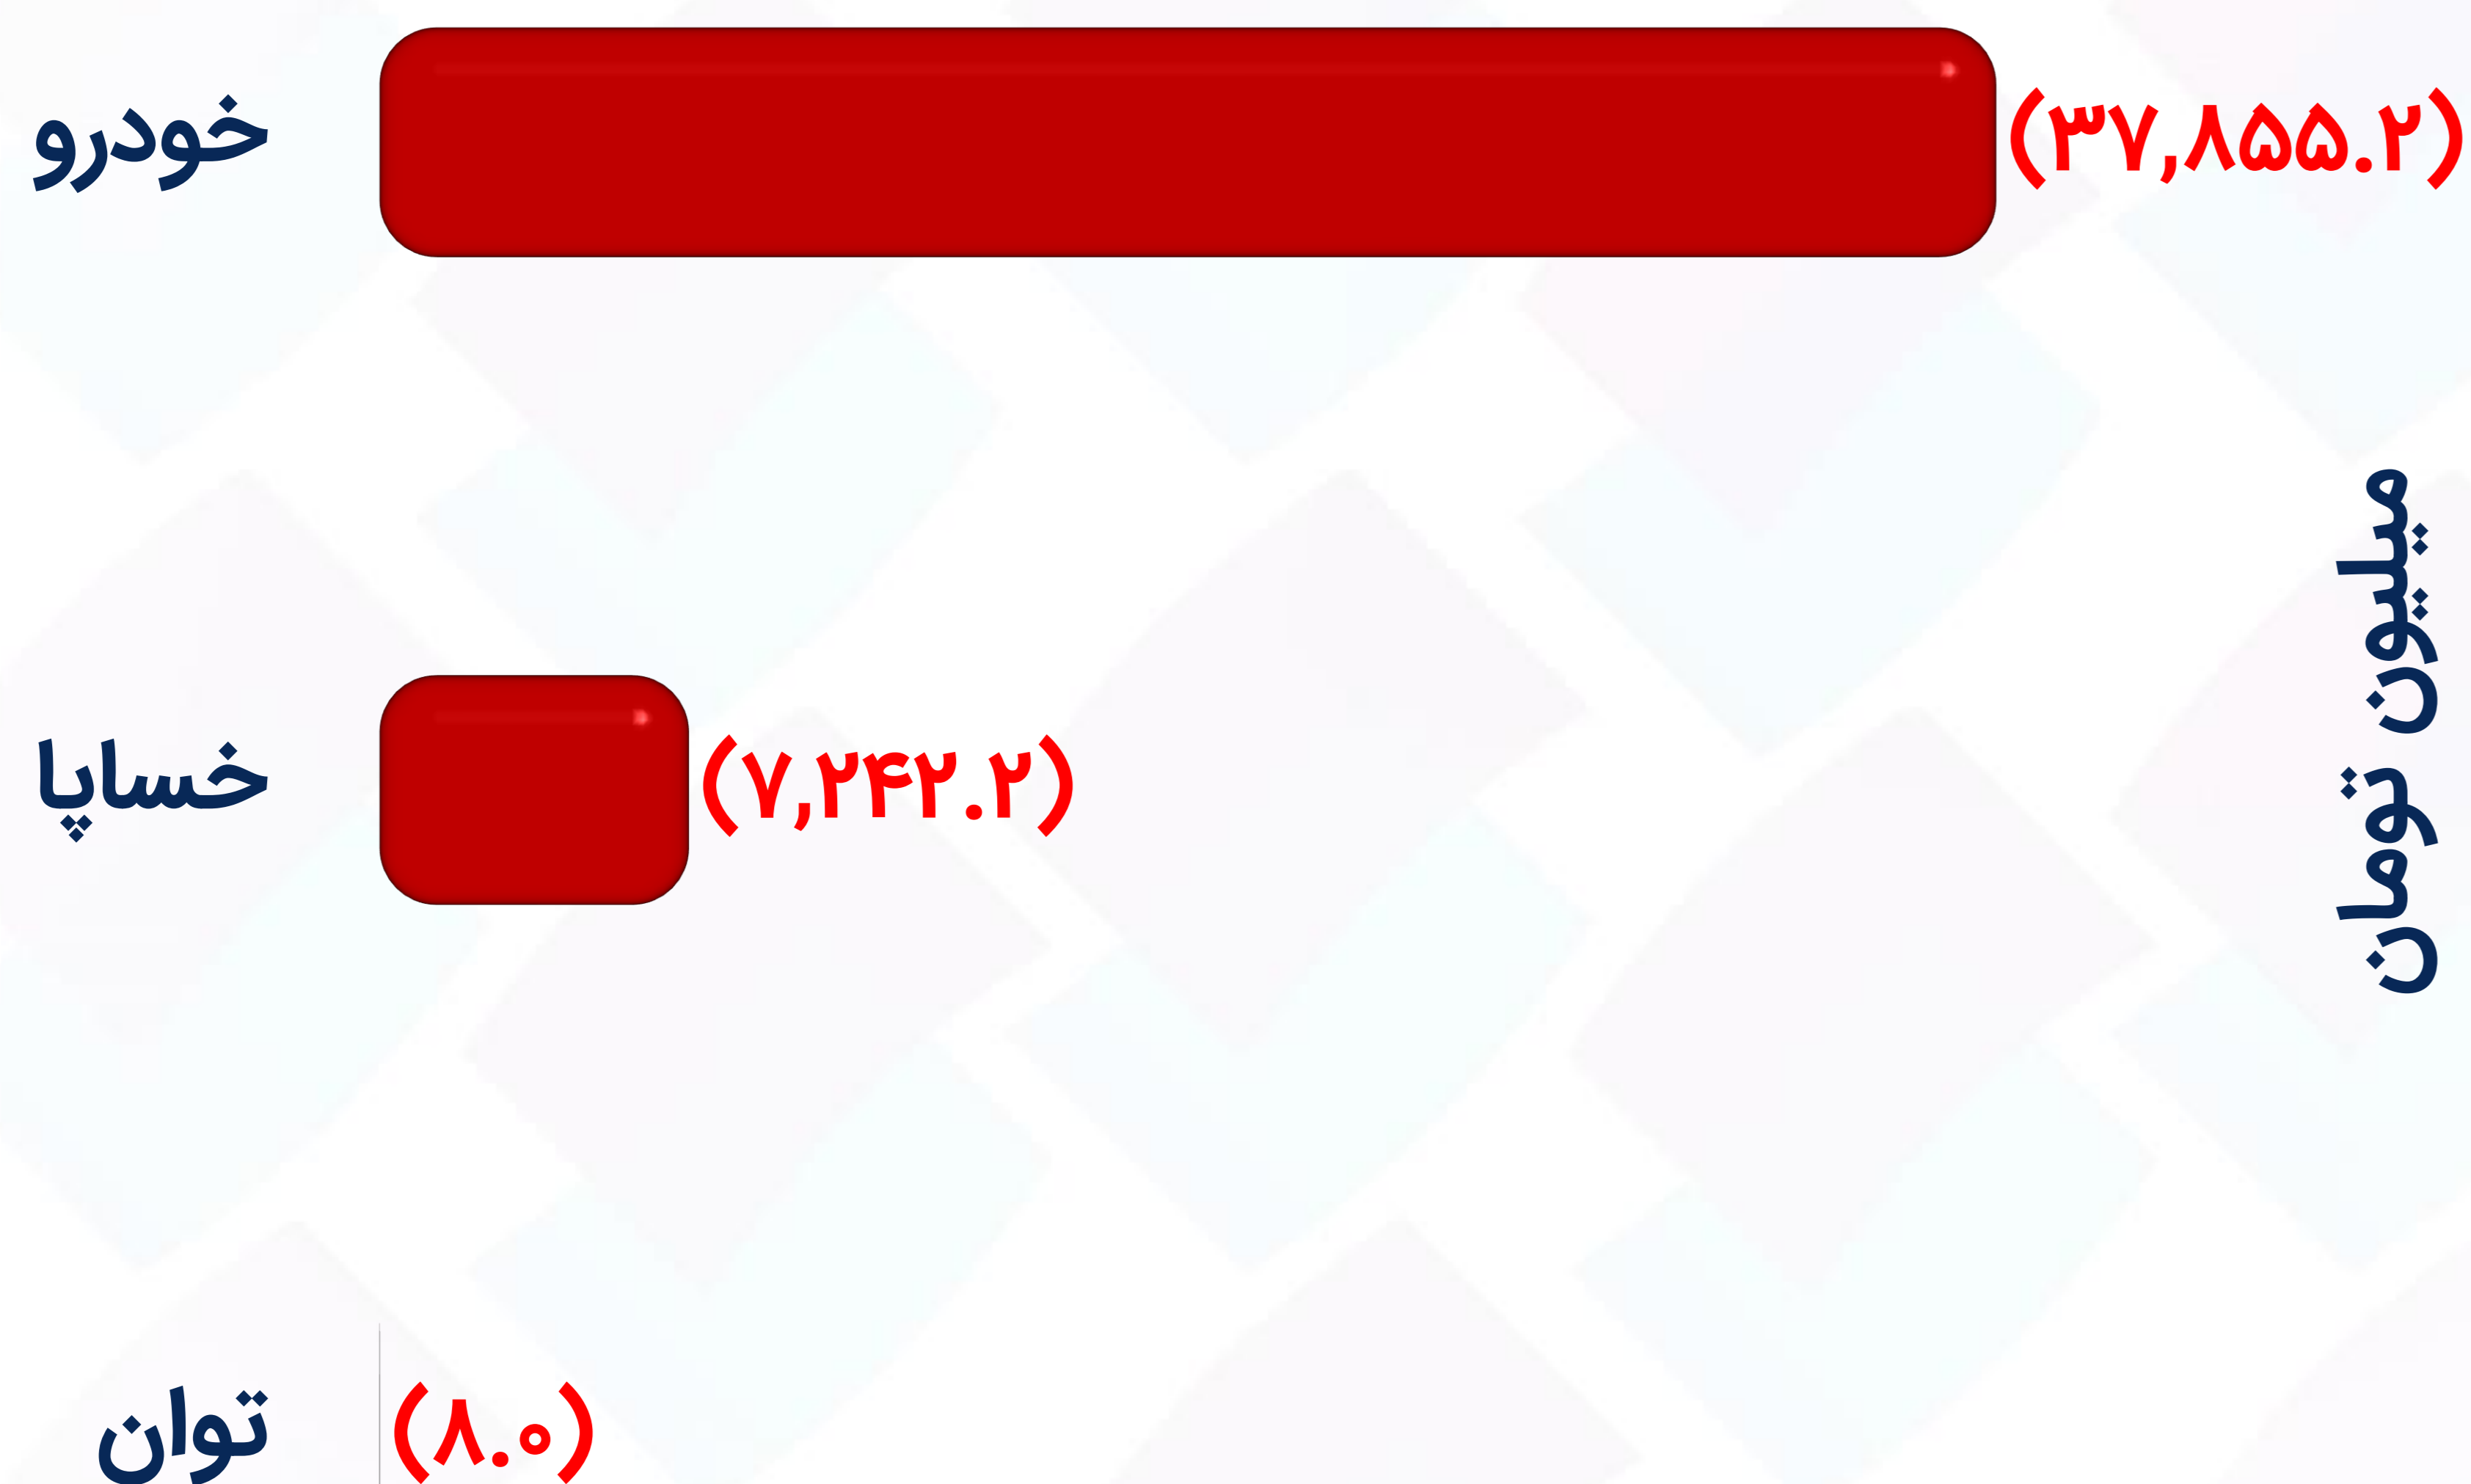 خودرو
(۳۷,۸۵۵.۲)
خساپا
(۷,۲۴۲.۲)
توان
(۸.۰)
میلیون تومان